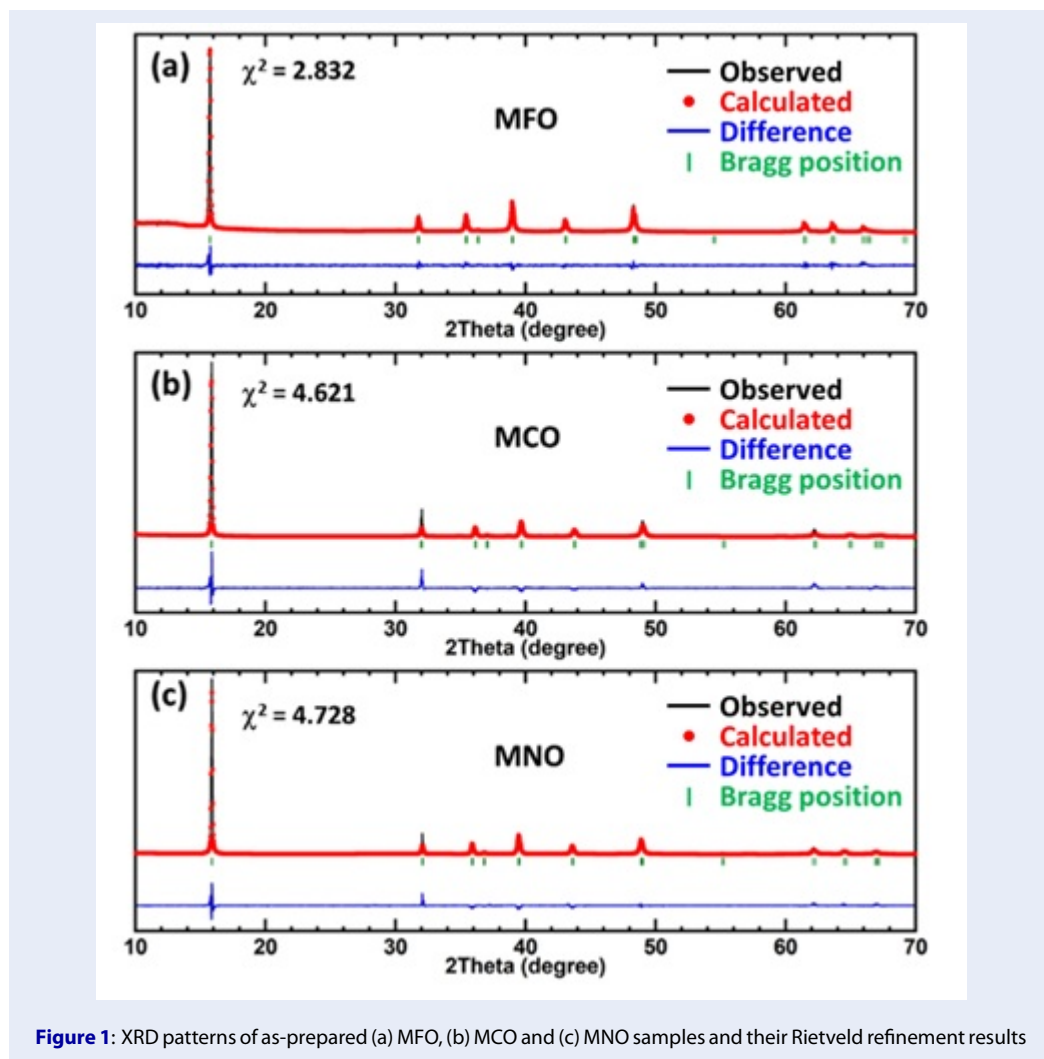 (a)
χ² = 2.832
MFO
Observed
Calculated
Difference
Bragg position
10 20 30 40 50 60 70
2Theta (degree)
(b)
χ² = 4.621
MCO
Observed
Calculated
Difference
Bragg position
10 20 30 40 50 60 70
2Theta (degree)
(c)
χ² = 4.728
MNO
Observed
Calculated
Difference
Bragg position
10 20 30 40 50 60 70
2Theta (degree)
Figure 1: XRD patterns of as-prepared (a) MFO, (b) MCO and (c) MNO samples and their Rietveld refinement results